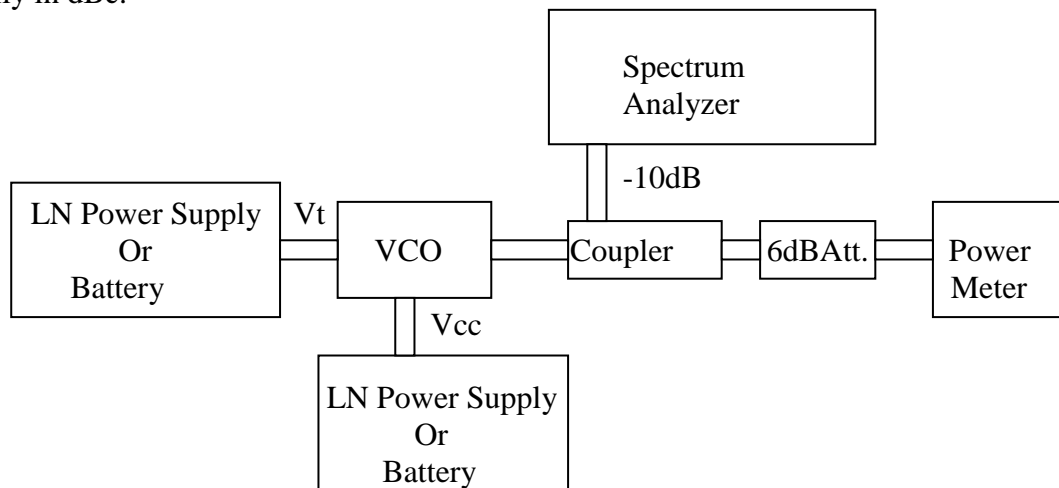 in dBc.
Spectrum
Analyzer
-10dB
LN Power Supply
Or
Battery
Vt
VCO
Coupler
6dBAtt.
Power
Meter
Vcc
LN Power Supply
Or
Battery